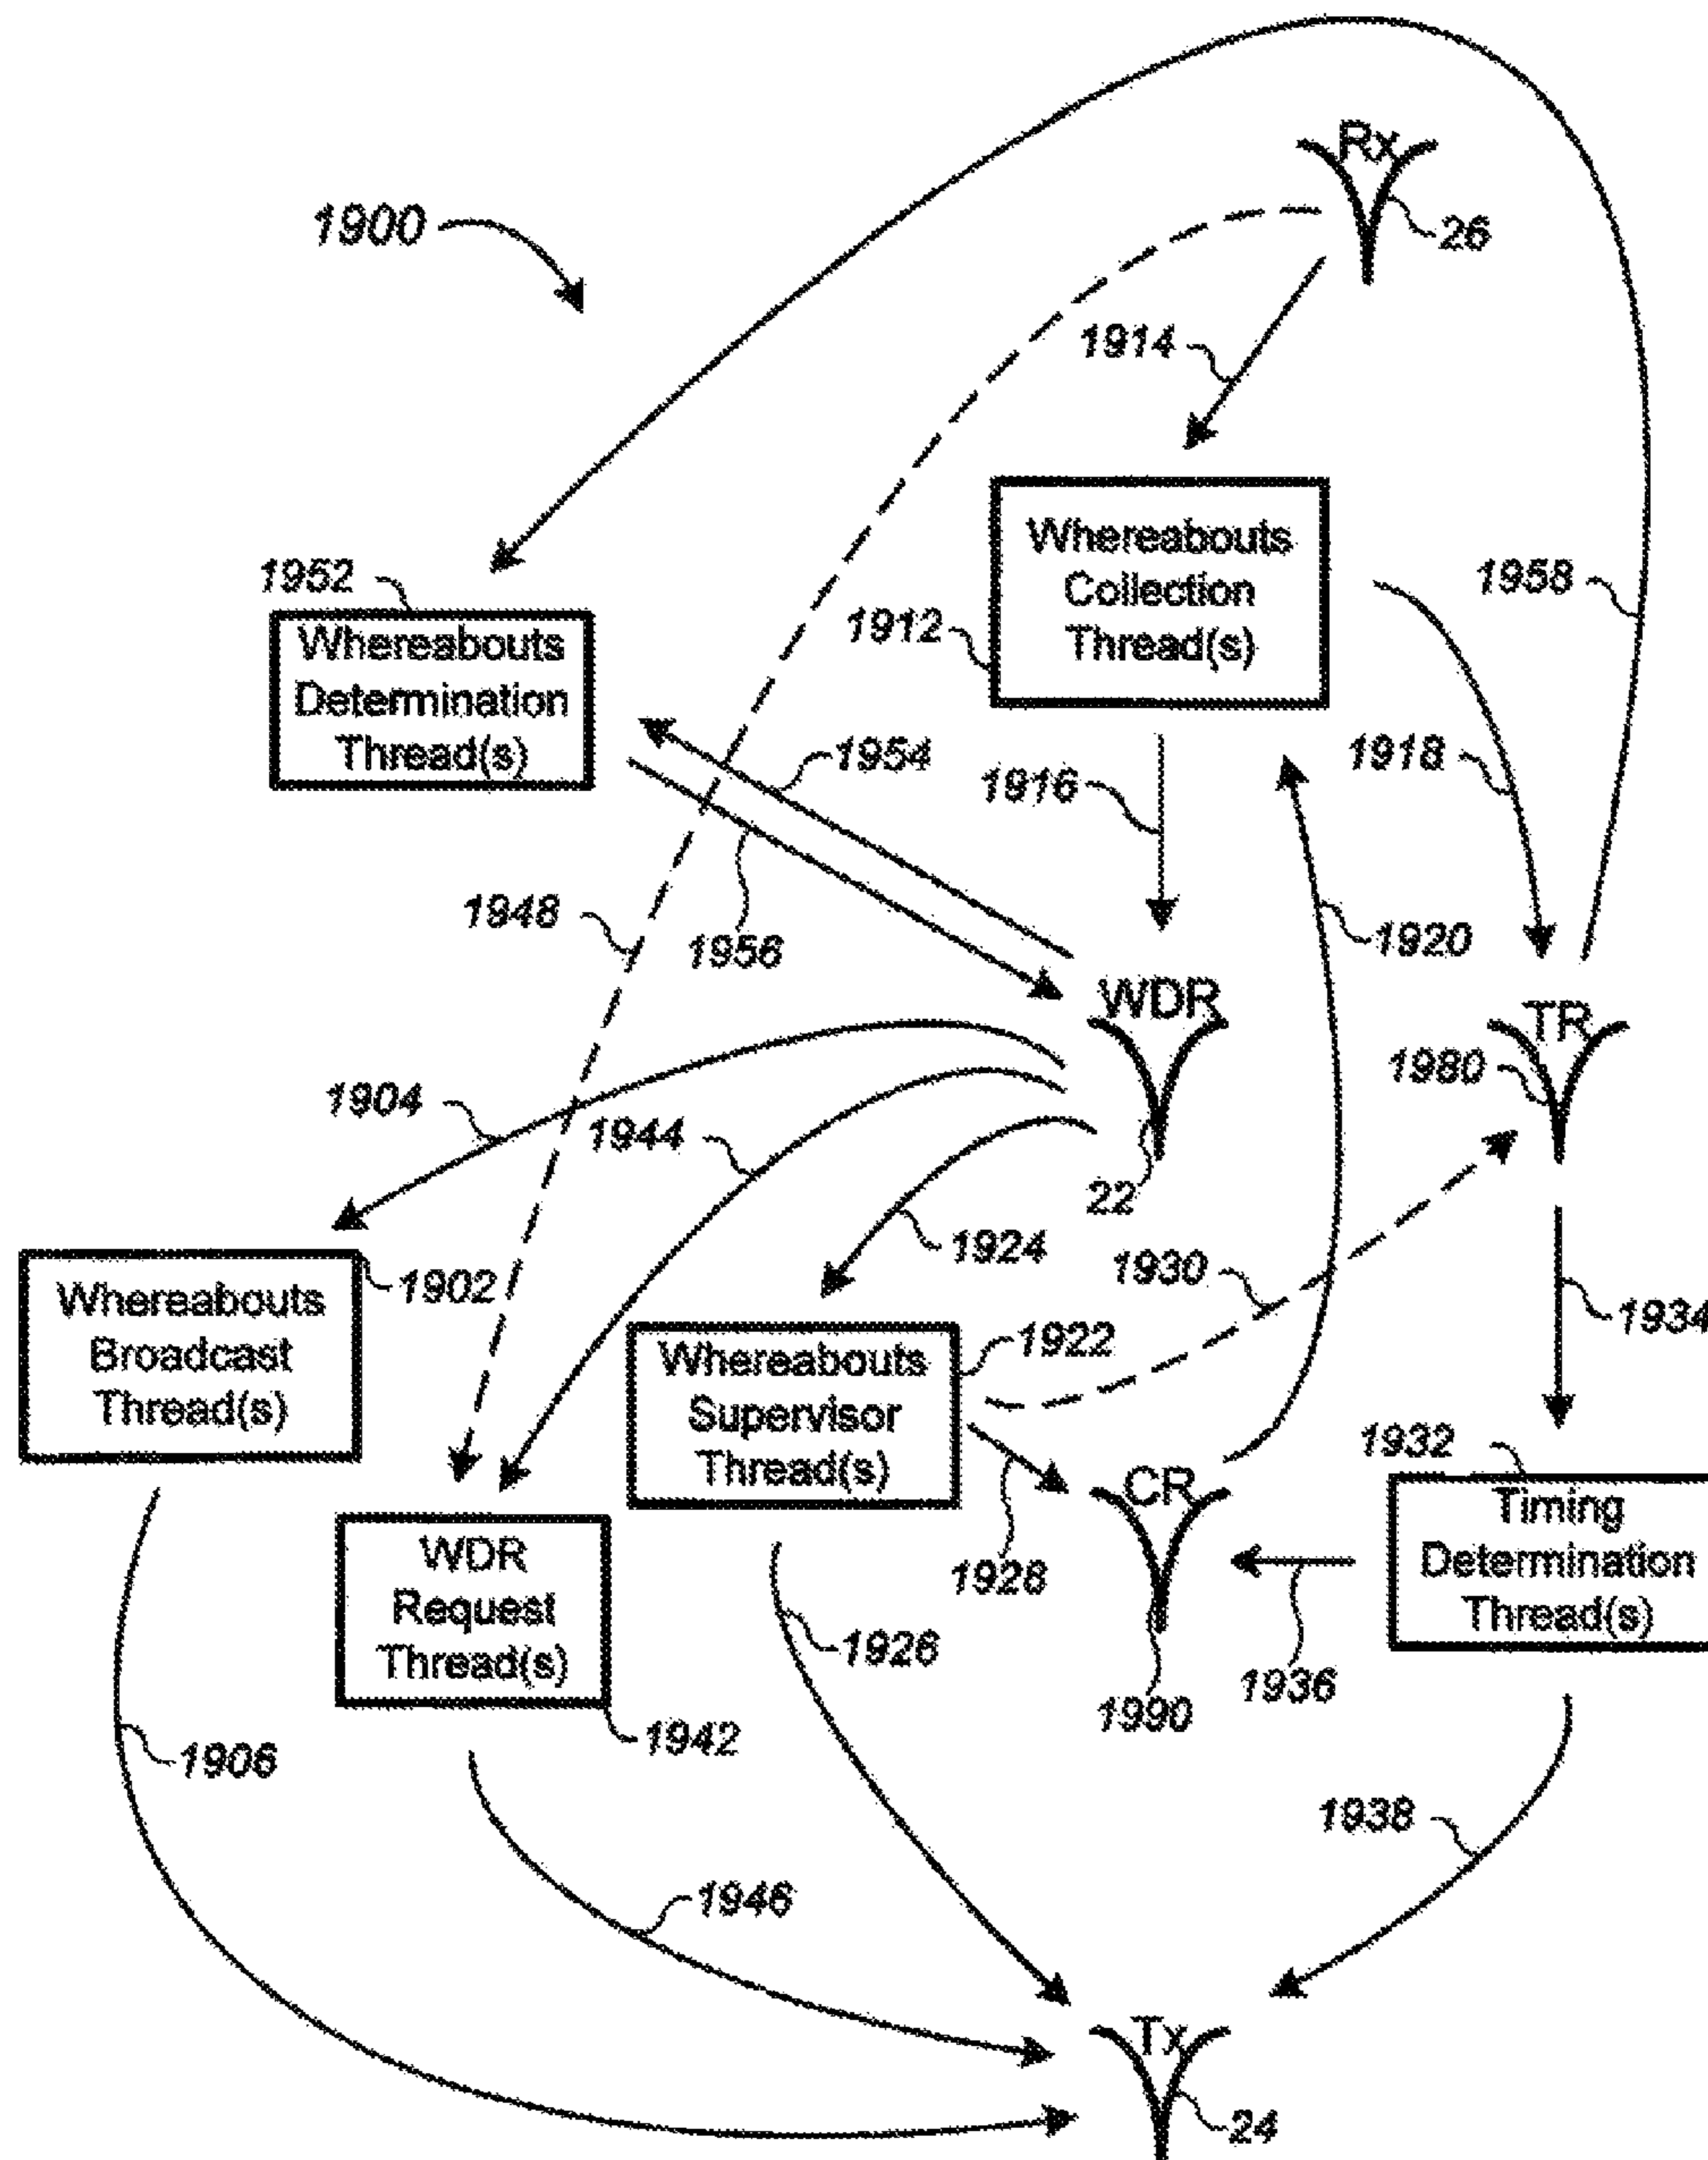 Rx
1900
26
1914
Whereabouts
Collection
Thread(s)
1958
1952
1912
Whereabouts
Determination
Thread(s)
1954
1918
1916
1948
1956
1920
WDR
TR
1980
1904
1944
22
1924
1930
1902
1934
Whereabouts
Broadcast
Thread(s)
1922
Whereabouts
Supervisor
Thread(s)
1932
CR
Timing
Determination
Thread(s)
WDR
Request
Thread(s)
1928
1926
1936
1990
1942
1906
1938
1946
Tx
24